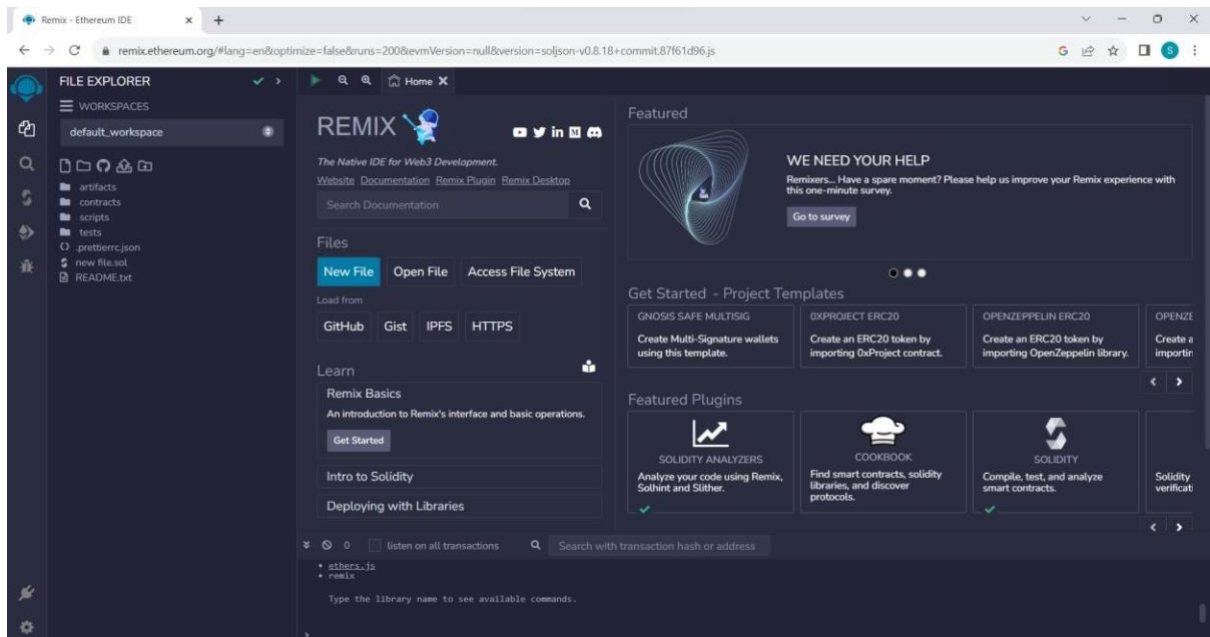 Remix - Ethereum IDE
remix.ethereum.org/#lang=en&optimize=false&runs=200&evmVersion=null&version=soljson-v0.8.18+commit.87f61d96.js
S
FILE EXPLORER
WORKSPACES
default_workspace
artifacts
contracts
scripts
tests
.prettierrc.json
new file.sol
README.txt
Home
REMIX
The Native IDE for Web3 Development.
Website Documentation Remix Plugin Remix Desktop
Search Documentation
Files
New File Open File Access File System
Load from
GitHub Gist IPFS HTTPS
Learn
Remix Basics
An introduction to Remix's interface and basic operations.
Get Started
Intro to Solidity
Deploying with Libraries
Featured
WE NEED YOUR HELP
Remixers... Have a spare moment? Please help us improve your Remix experience with
this one-minute survey.
Go to survey
Get Started - Project Templates
GNOSIS SAFE MULTISIG
Create Multi-Signature wallets
using this template.
0XPROJECT ERC20
Create an ERC20 token by
importing 0xProject contract.
OPENZEPPELIN ERC20
Create an ERC20 token by
importing OpenZeppelin library.
OPENZE
Create a
importin
Featured Plugins
SOLIDITY ANALYZERS
Analyze your code using Remix,
Solhint and Slither.
COOKBOOK
Find smart contracts, solidity
libraries, and discover
protocols.
SOLIDITY
Compile, test, and analyze
smart contracts.
Solidity
verificati
0 listen on all transactions Search with transaction hash or address
• ethers.js
• remix
Type the library name to see available commands.
>